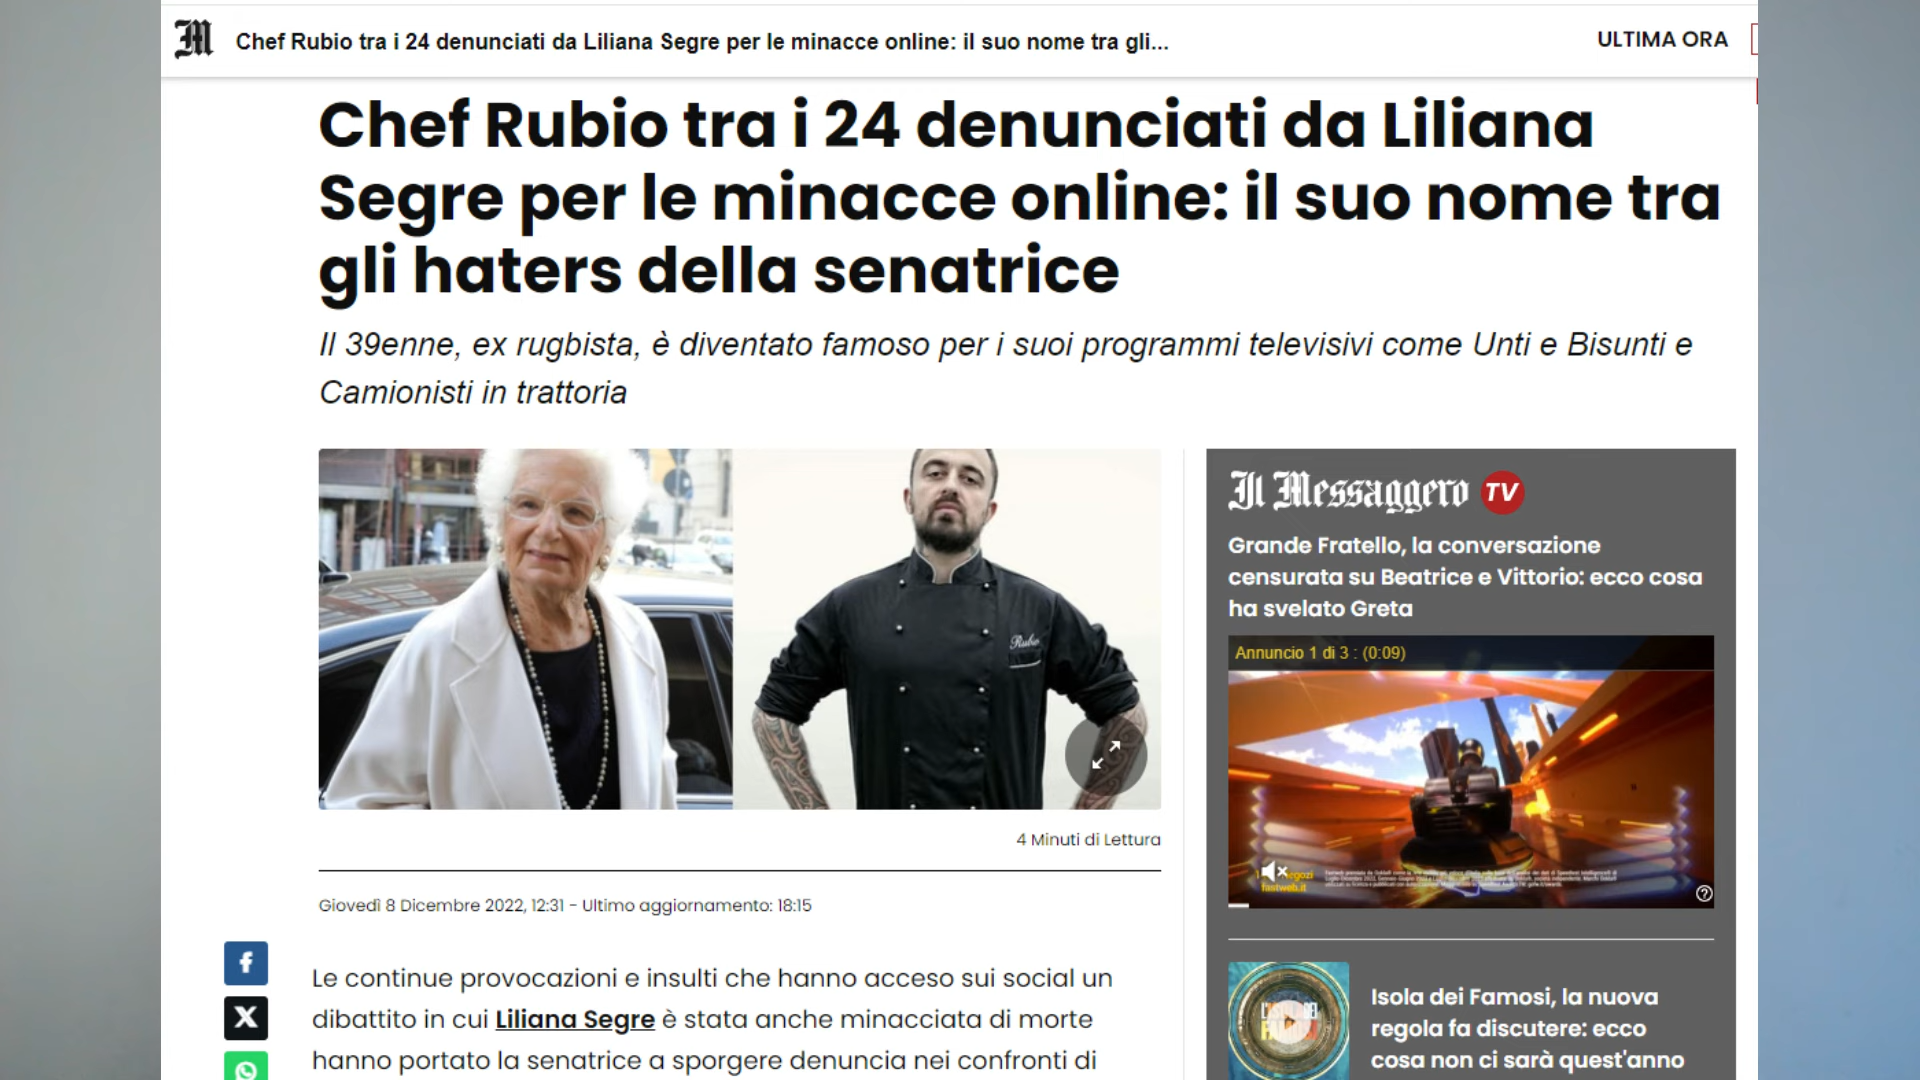 Chef Rubio tra i 24 denunciati da Liliana Segre per le minacce online: il suo nome tra gli...
ULTIMA ORA
Chef Rubio tra i 24 denunciati da Liliana
Segre per le minacce online: il suo nome tra
gli haters della senatrice
Il 39enne, ex rugbista, è diventato famoso per i suoi programmi televisivi come Unti e Bisunti e
Camionisti in trattoria
Rubio
4 Minuti di Lettura
Giovedì 8 Dicembre 2022, 12:31 - Ultimo aggiornamento: 18:15
Le continue provocazioni e insulti che hanno acceso sui social un
dibattito in cui Liliana Segre è stata anche minacciata di morte
hanno portato la senatrice a sporgere denuncia nei confronti di
Il Messaggero TV
Grande Fratello, la conversazione
censurata su Beatrice e Vittorio: ecco cosa
ha svelato Greta
Annuncio 1 di 3 : (0:09)
fastweb.it
Isola dei Famosi, la nuova
regola fa discutere: ecco
cosa non ci sarà quest'anno